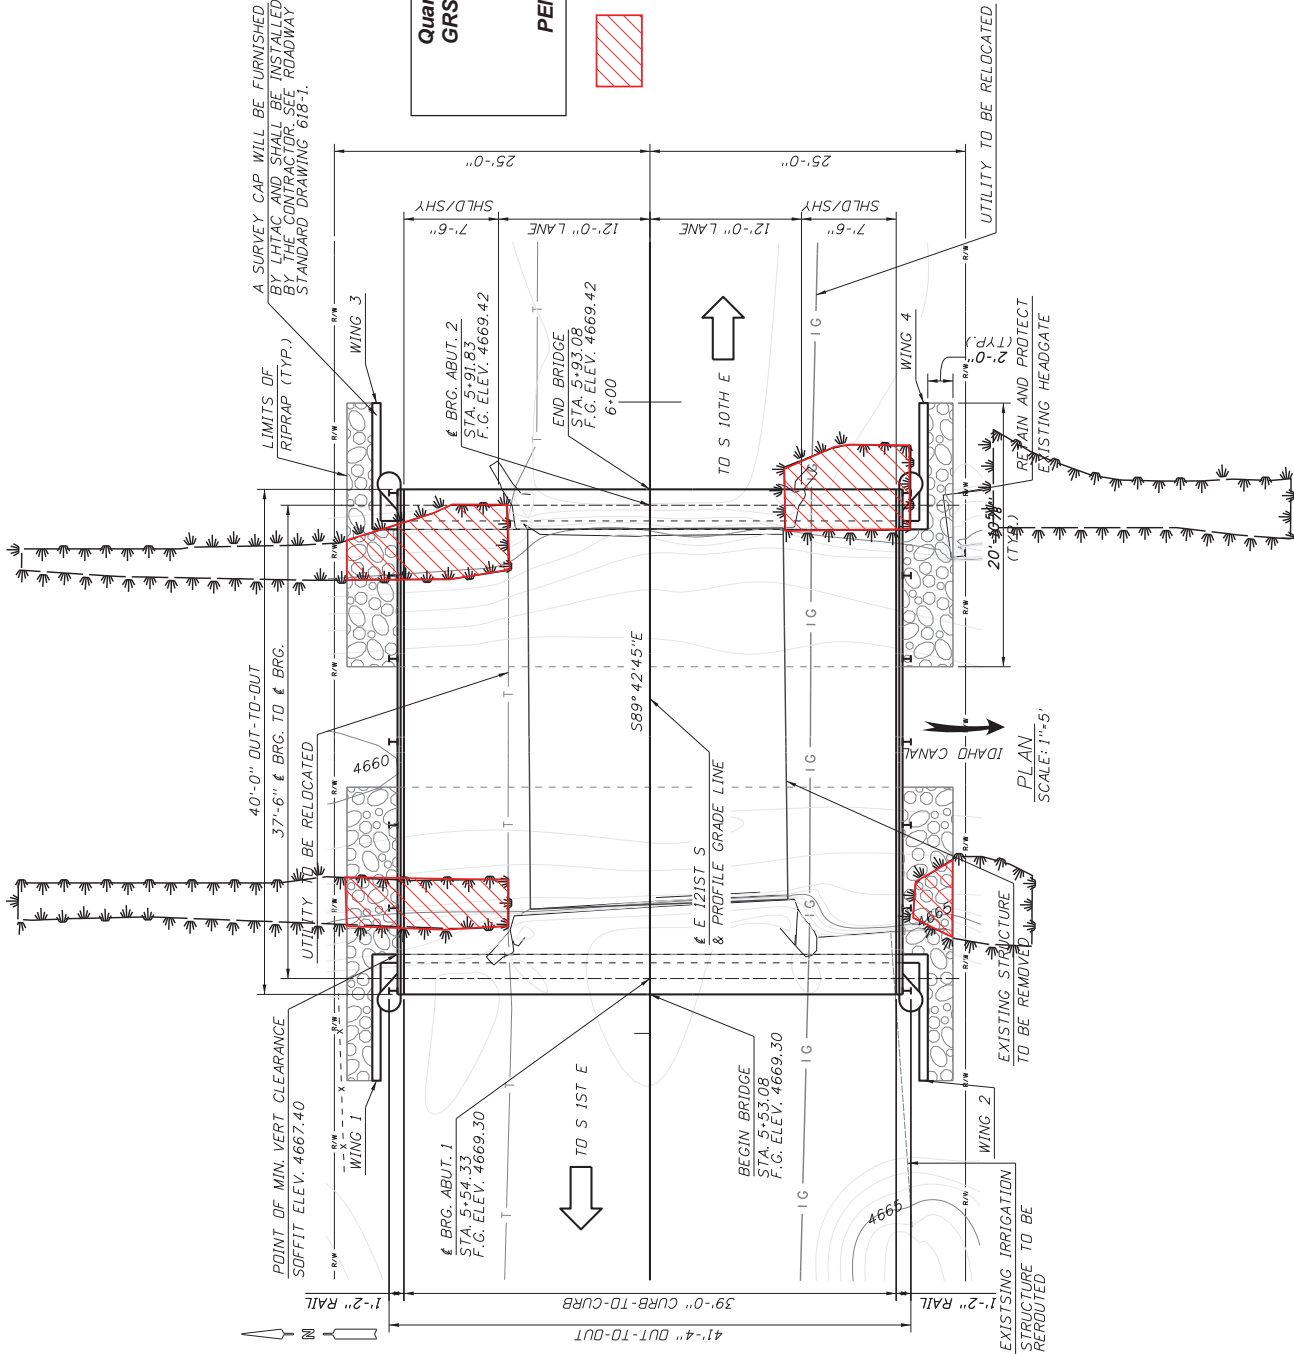 A SURVEY CAP WILL BE FURNISHED
BY LHTAC AND SHALL BE INSTALLED
BY THE CONTRACTOR. SEE ROADWAY
STANDARD DRAWING 618-1.
GRS
UTILITY TO BE RELOCATED
25'-0"
25'-0"
SHLD/SHY
7'-6"
12'-0" LANE
12'-0" LANE
SHLD/SHY
7'-6"
LIMITS OF
RIPRAP (TYP.)
WING 3
R/W
R/W
R/W
R/W
R/W
R/W
R/W
R/W
R/W
R/W
R/W
R/W
R/W
℄ BRG. ABUT. 2
STA. 5+91.83
F.G. ELEV. 4669.42
END BRIDGE
STA. 5+93.08
F.G. ELEV. 4669.42
6+00
TO S 10TH E
WING 4
2'-0"
(TYP.)
RETAIN AND PROTECT
EXISTING HEADGATE
(TYP.)
40'-0" OUT-TO-OUT
37'-6" ℄ BRG. TO ℄ BRG.
UTILITY TO BE RELOCATED
4660
S89°42'45"E
℄ E 121ST S
& PROFILE GRADE LINE
T
T
T
T
T
T
T
IG
IG
IG
IG
IG
IG
IG
IDAHO CANAL
PLAN
SCALE: 1"=5'
EXISTING STRUCTURE
TO BE REMOVED
4665
POINT OF MIN. VERT CLEARANCE
SOFFIT ELEV. 4667.40
WING 1
X
X
X
X
℄ BRG. ABUT. 1
STA. 5+54.33
F.G. ELEV. 4669.30
TO S 1ST E
BEGIN BRIDGE
STA. 5+53.08
F.G. ELEV. 4669.30
WING 2
4665
EXISTSING IRRIGATION
STRUCTURE TO BE
REROUTED
1'-2" RAIL
39'-0" CURB-TO-CURB
1'-2" RAIL
41'-4" OUT-TO-OUT
N